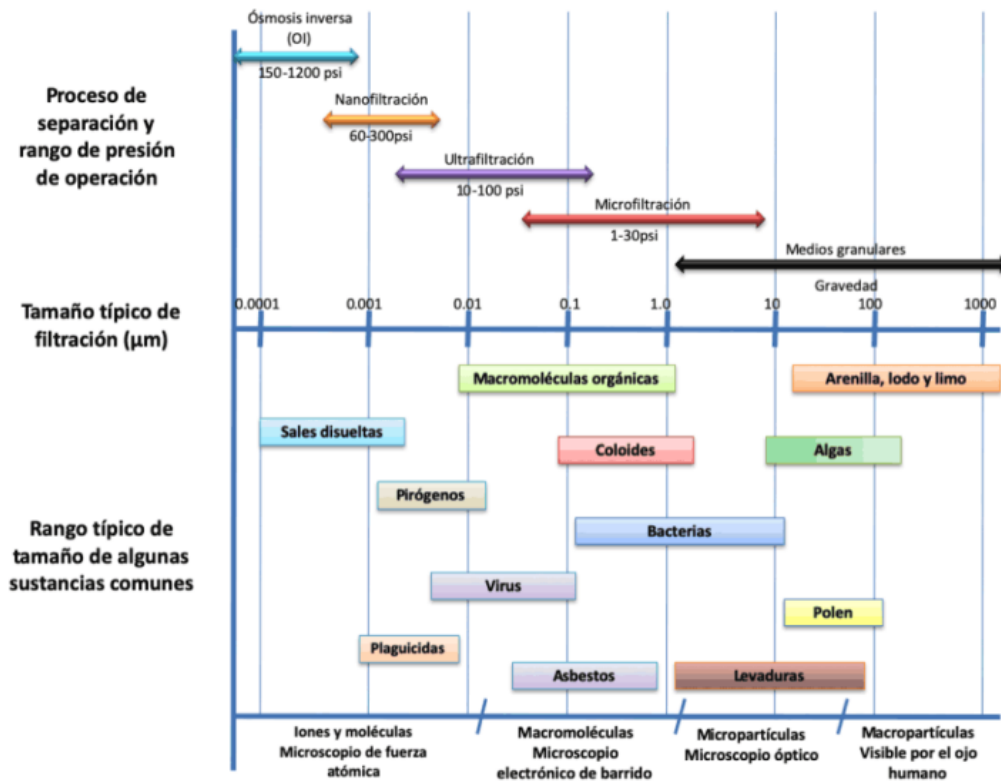 Ósmosis inversa
(OI)
150-1200 psi
Proceso de
separación y
rango de presión
de operación
Nanofiltración
60-300psi
Ultrafiltración
10-100 psi
Microfiltración
1-30psi
Medios granulares
Gravedad
Tamaño típico de
filtración (µm)
0.0001 0.001 0.01 0.1 1.0 10 100 1000
Macromoléculas orgánicas
Arenilla, lodo y limo
Sales disueltas
Coloides
Algas
Pirógenos
Rango típico de
tamaño de algunas
sustancias comunes
Bacterias
Virus
Polen
Plaguicidas
Asbestos
Levaduras
Iones y moléculas
Microscopio de fuerza
atómica
Macromoléculas
Microscopio
electrónico de barrido
Micropartículas
Microscopio óptico
Macropartículas
Visible por el ojo
humano